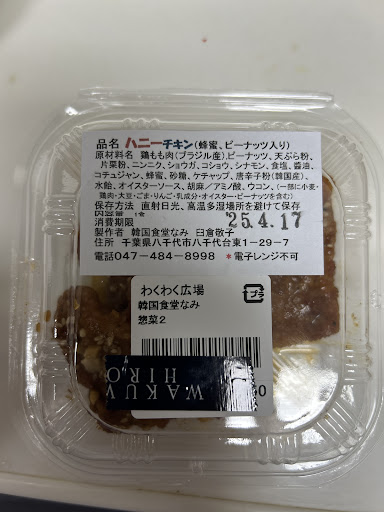 品名 ハニーチキン(蜂蜜、ピーナッツ入り)
原材料名 鶏もも肉(ブラジル産)、ピーナッツ、天ぷら粉、
片栗粉、ニンニク、ショウガ、コショウ、シナモン、食塩、醬油、
コチュジャン、蜂蜜、砂糖、ケチャップ、唐辛子粉(韓国産)、
水飴、オイスターソース、胡麻／アミノ酸、ウコン、(一部に小麦・
鶏肉・大豆・ごま・りんご・乳成分・オイスター・ピーナッツを含む)
保存方法 直射日光、高温多湿場所を避けて保存
内容量
消費期限 25.4.17
製作者 韓国食堂なみ 臼倉敬子
住所 千葉県八千代市八千代台東1-29-7
電話047-484-8998 *電子レンジ不可
わくわく広場
韓国食堂なみ
惣菜2
プラ
WAKUW
HIRO
0